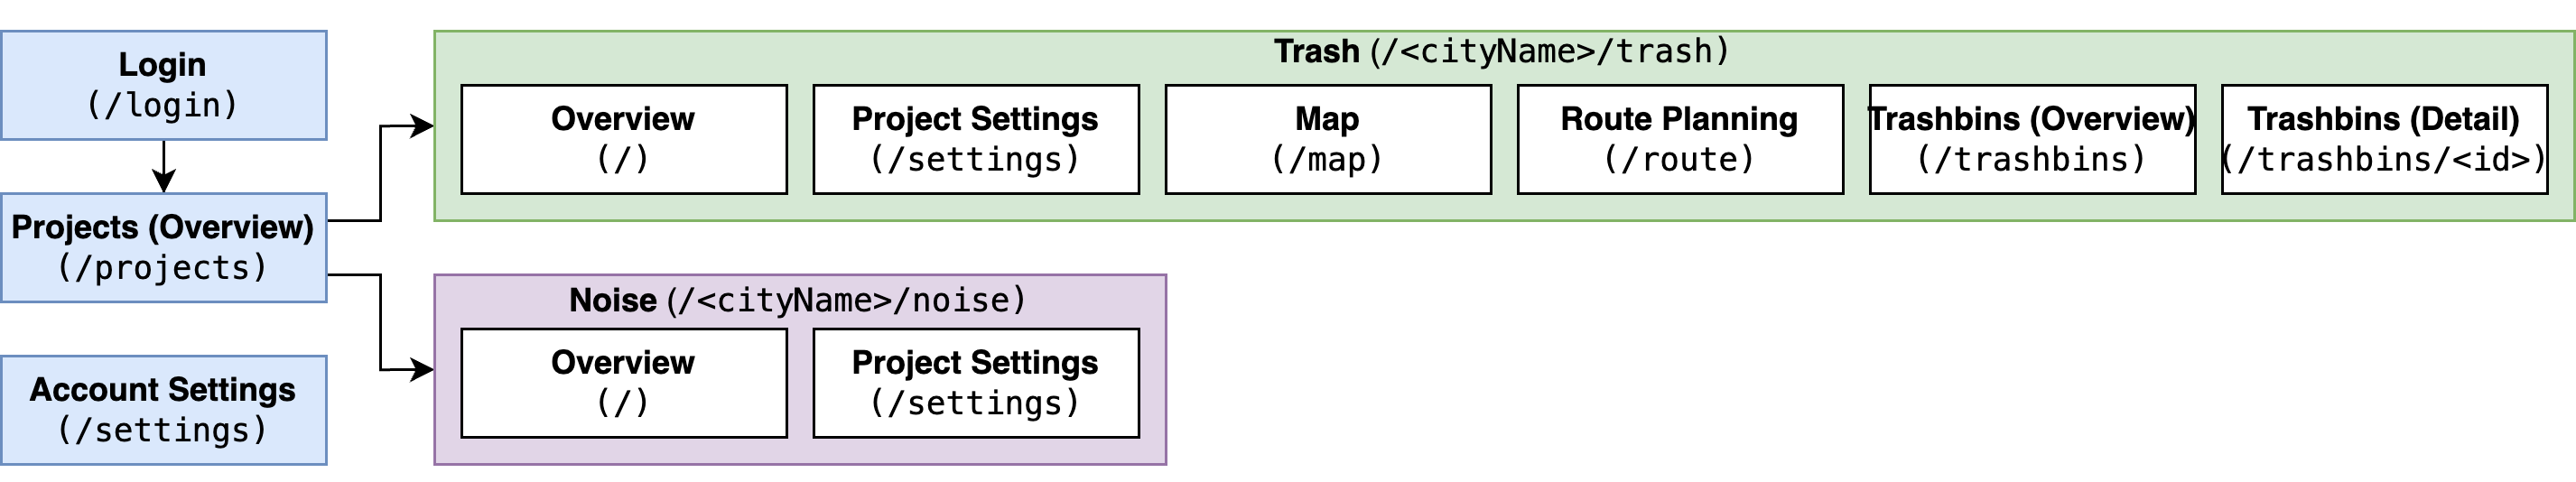 Login
(/login)
Projects (Overview)
(/projects)
Account Settings
(/settings)
Trash (/<cityName>/trash)
Overview
(/)
Project Settings
(/settings)
Map
(/map)
Route Planning
(/route)
Trashbins (Overview)
(/trashbins)
Trashbins (Detail)
(/trashbins/<id>)
Noise (/<cityName>/noise)
Overview
(/)
Project Settings
(/settings)